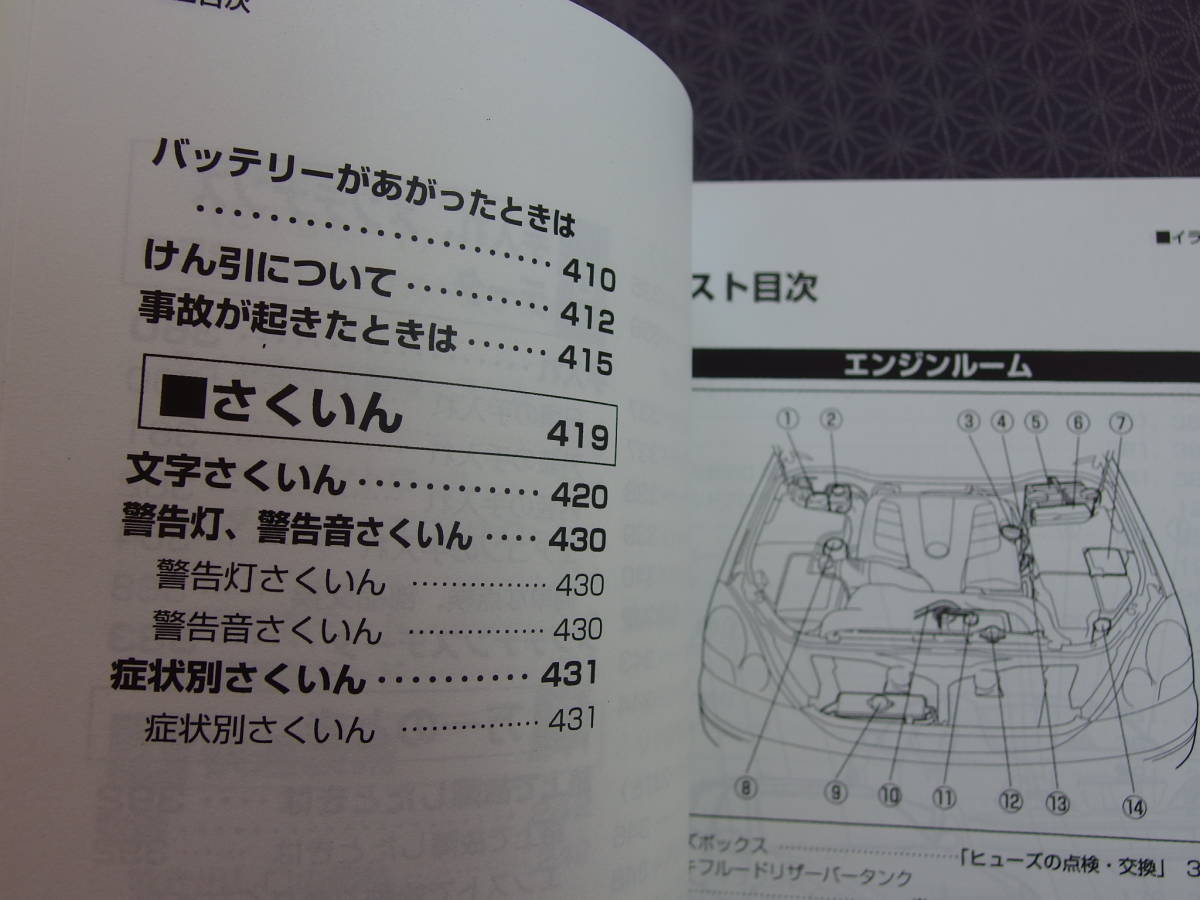 目次
バッテリーがあがったときは
･････････････････････ 410
けん引について ･･････････ 412
事故が起きたときは ･･････ 415
■さくいん 419
文字さくいん ････････････ 420
警告灯、警告音さくいん ････ 430
警告灯さくいん ･･････････････ 430
警告音さくいん ･･････････････ 430
症状別さくいん ･･････････ 431
症状別さくいん ･･････････････ 431
■イラ
スト目次
エンジンルーム
① ② ③ ④ ⑤ ⑥ ⑦
⑧ ⑨ ⑩ ⑪ ⑫ ⑬ ⑭
ズボックス ･･････････････「ヒューズの点検・交換」 3
フルードリザーバータンク